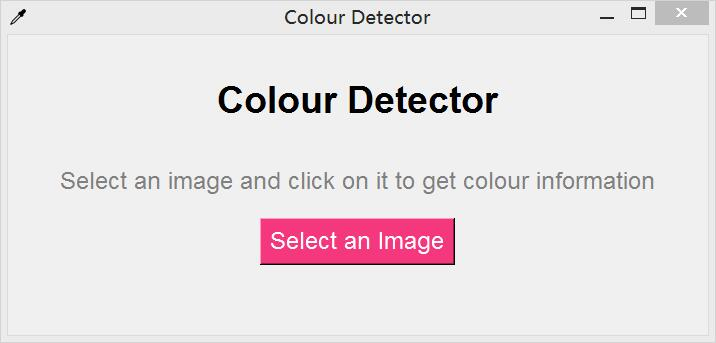 Colour Detector
Colour Detector
Select an image and click on it to get colour information
Select an Image